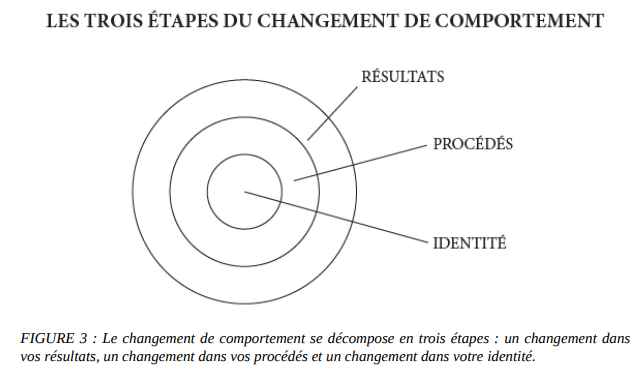 LES TROIS ÉTAPES DU CHANGEMENT DE COMPORTEMENT
RÉSULTATS
PROCÉDÉS
IDENTITÉ
FIGURE 3 : Le changement de comportement se décompose en trois étapes : un changement dans
vos résultats, un changement dans vos procédés et un changement dans votre identité.